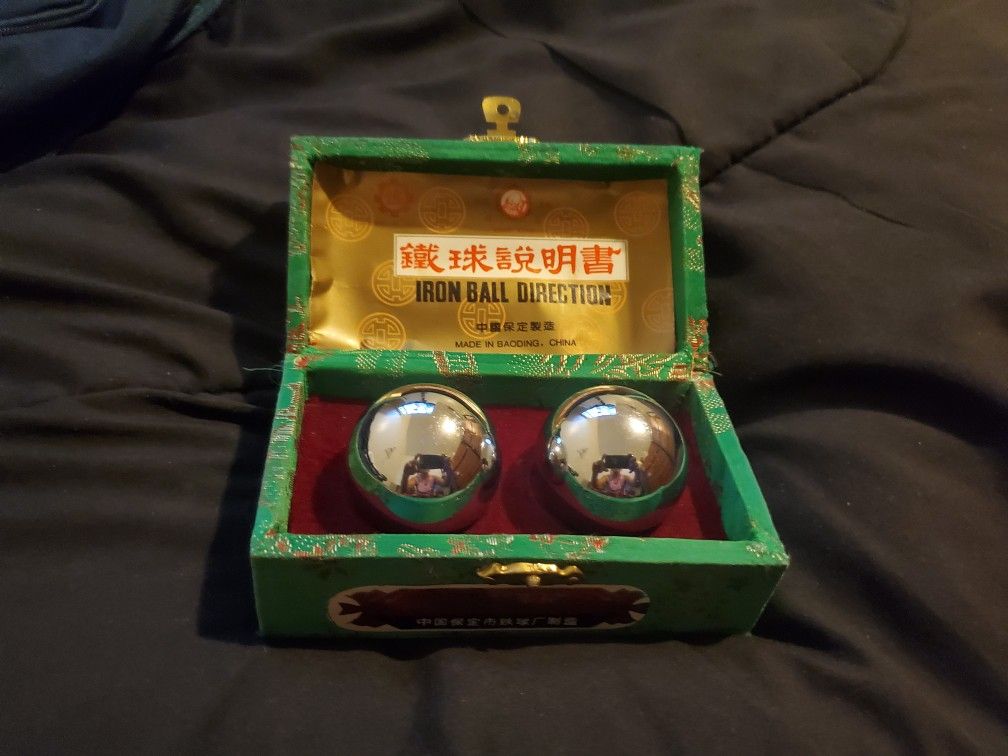 鐵球説明書
IRON BALL DIRECTION
中國保定製造
MADE IN BAODING, CHINA
中国保定市铁球厂制造